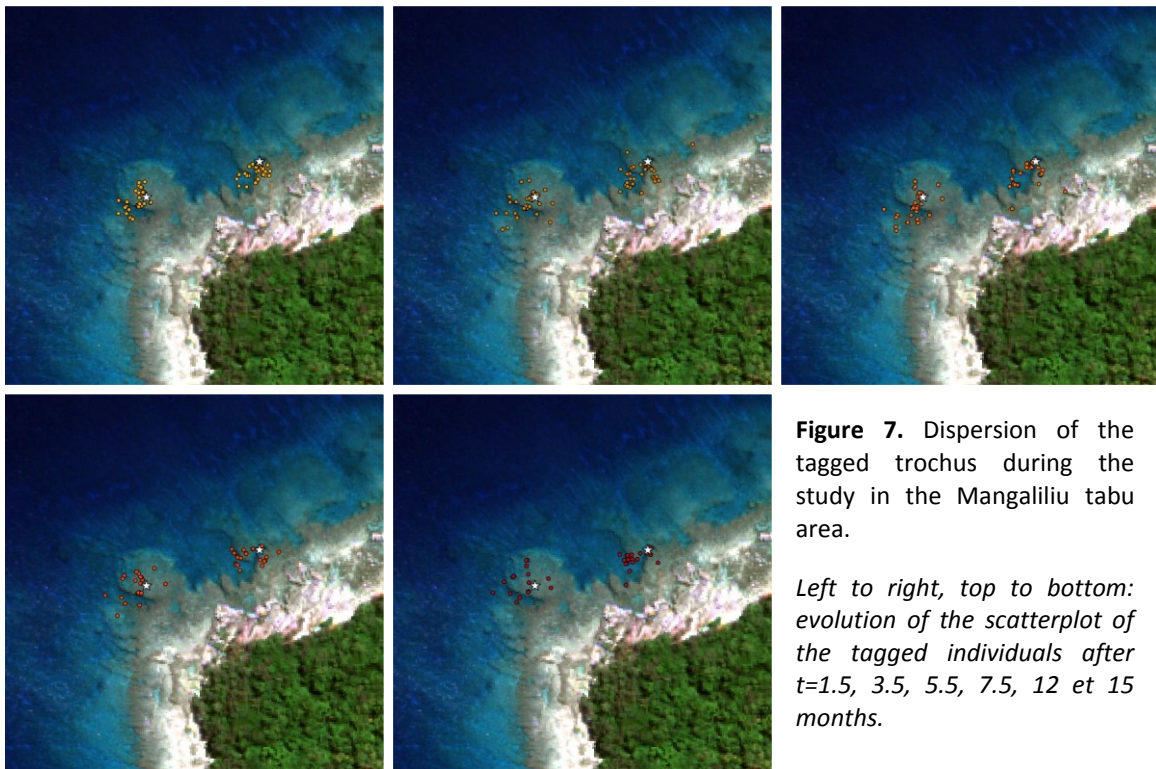 Figure 7. Dispersion of the
tagged trochus during the
study in the Mangaliliu tabu
area.
Left to right, top to bottom:
evolution of the scatterplot of
the tagged individuals after
t=1.5, 3.5, 5.5, 7.5, 12 et 15
months.